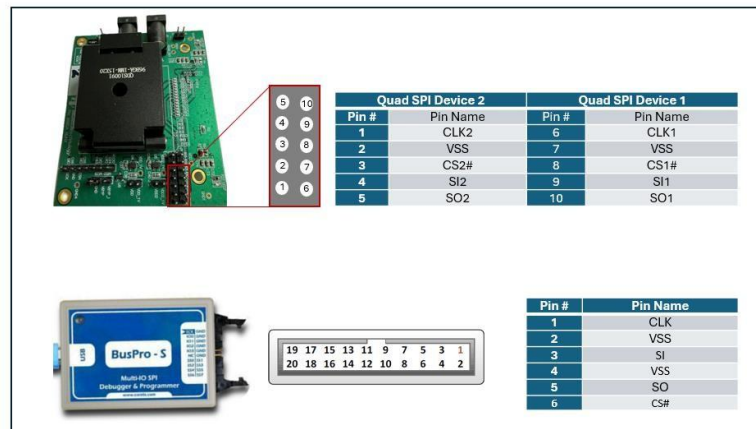 5 10
4 9
3 8
2 7
1 6
Quad SPI Device 2 Quad SPI Device 1
Pin # Pin Name Pin # Pin Name
1 CLK2 6 CLK1
2 VSS 7 VSS
3 CS2# 8 CS1#
4 SI2 9 SI1
5 SO2 10 SO1
USB
BusPro - S
Multi-IO SPI
Debugger & Programmer
19 17 15 13 11 9 7 5 3 1
20 18 16 14 12 10 8 6 4 2
Pin # Pin Name
1 CLK
2 VSS
3 SI
4 VSS
5 SO
6 CS#